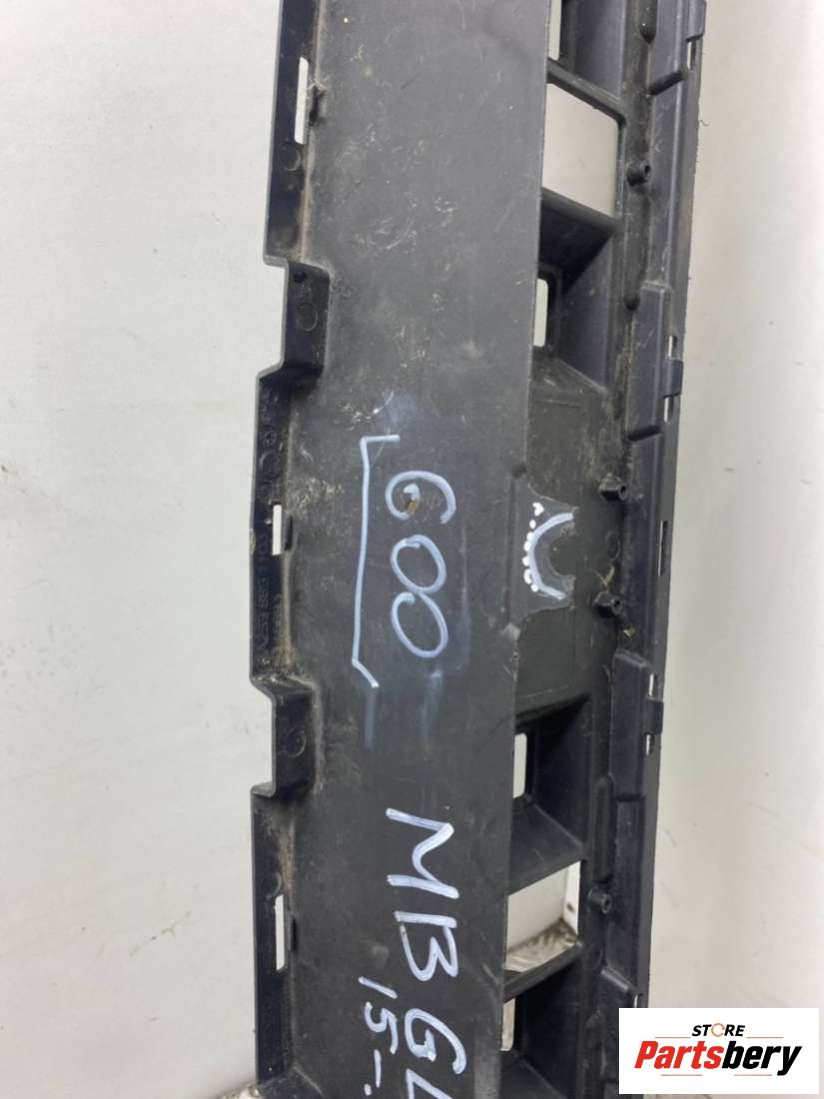 600
MB GL
15-
STORE
Partsbery